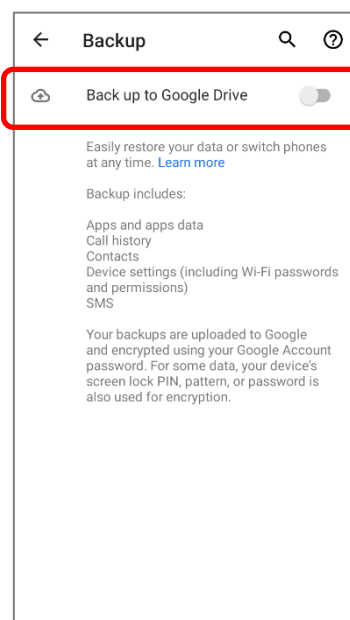 Backup
Back up to Google Drive
Easily restore your data or switch phones
at any time. Learn more
Backup includes:
Apps and apps data
Call history
Contacts
Device settings (including Wi-Fi passwords
and permissions)
SMS
Your backups are uploaded to Google
and encrypted using your Google Account
password. For some data, your device's
screen lock PIN, pattern, or password is
also used for encryption.